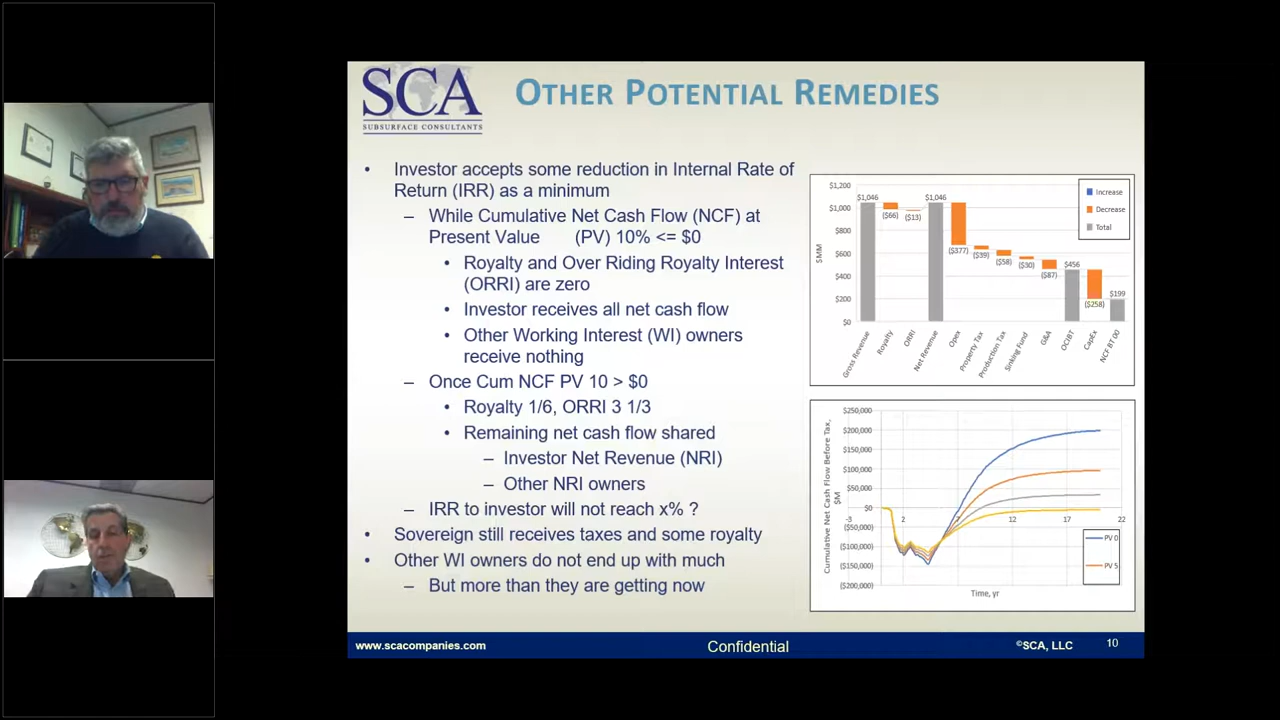 SCA
SUBSURFACE CONSULTANTS
OTHER POTENTIAL REMEDIES
• Investor accepts some reduction in Internal Rate of
Return (IRR) as a minimum
– While Cumulative Net Cash Flow (NCF) at
Present Value (PV) 10% <= $0
• Royalty and Over Riding Royalty Interest
(ORRI) are zero
• Investor receives all net cash flow
• Other Working Interest (WI) owners
receive nothing
– Once Cum NCF PV 10 > $0
• Royalty 1/6, ORRI 3 1/3
• Remaining net cash flow shared
– Investor Net Revenue (NRI)
– Other NRI owners
– IRR to investor will not reach x% ?
• Sovereign still receives taxes and some royalty
• Other WI owners do not end up with much
– But more than they are getting now
$MM
$1,200
$1,000
$800
$600
$400
$200
$0
$1,046
($66)
($13)
$1,046
($377)
($39)
($58)
($30)
($87)
$456
($258)
$199
Increase
Decrease
Total
Gross Revenue
Royalty
ORRI
Net Revenue
Opex
Property Tax
Production Tax
Sinking Fund
G&A
OCIBT
CapEx
NCF BT 00
Cumulative Net Cash Flow Before Tax,
$M
$250,000
$200,000
$150,000
$100,000
$50,000
$0
($50,000)
($100,000)
($150,000)
($200,000)
-3
2
7
12
17
22
Time, yr
PV 0
PV 5
www.scacompanies.com
Confidential
©SCA, LLC
10